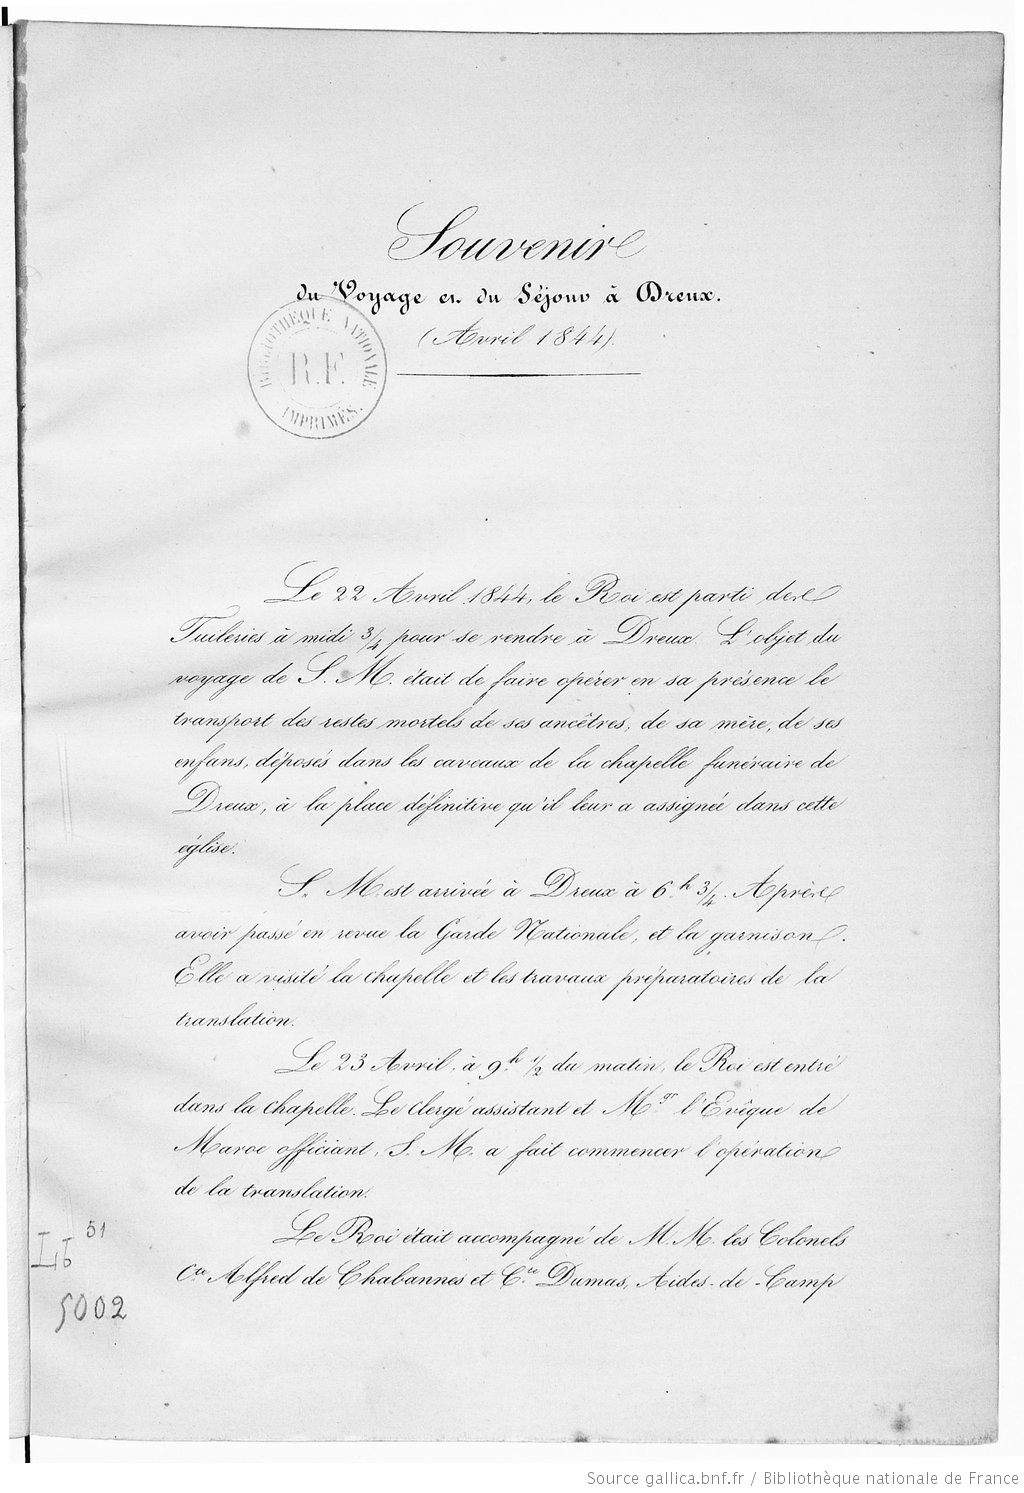 Souvenir
du Voyage et du Séjour à Dreux.
(Avril 1844)
BIBLIOTHEQUE NATIONALE
R.F.
IMPRIMÉS.
Le 22 Avril 1844, le Roi est parti des
Tuileries à midi 3/4 pour se rendre à Dreux. L'objet du
voyage de S. M. était de faire opérer en sa présence le
transport des restes mortels de ses ancêtres, de sa mère, de ses
enfans, déposés dans les caveaux de la chapelle funéraire de
Dreux, à la place définitive qu'il leur a assignée dans cette
église.
S. M. est arrivée à Dreux à 6.h 3/4. Après
avoir passé en revue la Garde Nationale, et la garnison.
Elle a visité la chapelle et les travaux préparatoires de la
translation.
Le 23 Avril, à 9.h 1/2 du matin, le Roi est entré
dans la chapelle. Le clergé assistant et M.gr l'Evêque de
Maroc officiant, S. M. a fait commencer l'opération
de la translation.
Le Roi était accompagné de M.M. les Colonels
C.te Alfred de Chabannes et C.te Dumas, Aides-de-Camp
Lb 51
5002
Source gallica.bnf.fr / Bibliothèque nationale de France